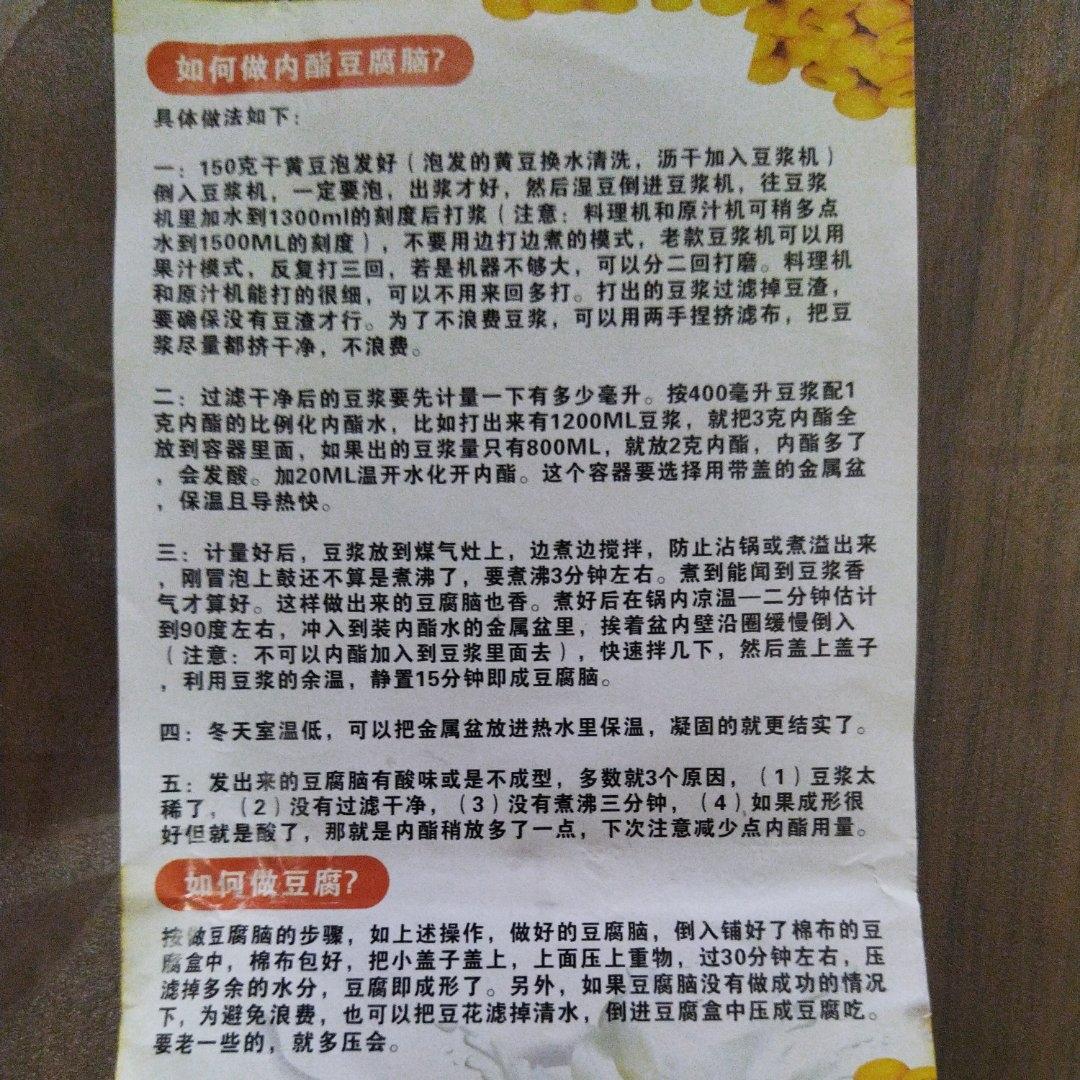 如何做内酯豆腐脑?
具体做法如下:
一:150克干黄豆泡发好(泡发的黄豆换水清洗,沥干加入豆浆机)
倒入豆浆机,一定要泡,出浆才好,然后湿豆倒进豆浆机,往豆浆
机里加水到1300ml的刻度后打浆(注意:料理机和原汁机可稍多点
水到1500ML的刻度),不要用边打边煮的模式,老款豆浆机可以用
果汁模式,反复打三回,若是机器不够大,可以分二回打磨。料理机
和原汁机能打的很细,可以不用来回多打。打出的豆浆过滤掉豆渣,
要确保没有豆渣才行。为了不浪费豆浆,可以用两手捏挤滤布,把豆
浆尽量都挤干净,不浪费。
二:过滤干净后的豆浆要先计量一下有多少毫升。按400毫升豆浆配1
克内酯的比例化内酯水,比如打出来有1200ML豆浆,就把3克内酯全
放到容器里面,如果出的豆浆量只有800ML,就放2克内酯,内酯多了
,会发酸。加20ML温开水化开内酯。这个容器要选择用带盖的金属盆
,保温且导热快。
三:计量好后,豆浆放到煤气灶上,边煮边搅拌,防止沾锅或煮溢出来
,刚冒泡上鼓还不算是煮沸了,要煮沸3分钟左右。煮到能闻到豆浆香
气才算好。这样做出来的豆腐脑也香。煮好后在锅内凉温一二分钟估计
到90度左右,冲入到装内酯水的金属盆里,挨着盆内壁沿圈缓慢倒入
(注意:不可以内酯加入到豆浆里面去),快速拌几下,然后盖上盖子
,利用豆浆的余温,静置15分钟即成豆腐脑。
四:冬天室温低,可以把金属盆放进热水里保温,凝固的就更结实了。
五:发出来的豆腐脑有酸味或是不成型,多数就3个原因,(1)豆浆太
稀了,(2)没有过滤干净,(3)没有煮沸三分钟,(4)如果成形很
好但就是酸了,那就是内酯稍放多了一点,下次注意减少点内酯用量。
如何做豆腐?
按做豆腐脑的步骤,如上述操作,做好的豆腐脑,倒入铺好了棉布的豆
腐盒中,棉布包好,把小盖子盖上,上面压上重物,过30分钟左右,压
滤掉多余的水分,豆腐即成形了。另外,如果豆腐脑没有做成功的情况
下,为避免浪费,也可以把豆花滤掉清水,倒进豆腐盒中压成豆腐吃。
要老一些的,就多压会。